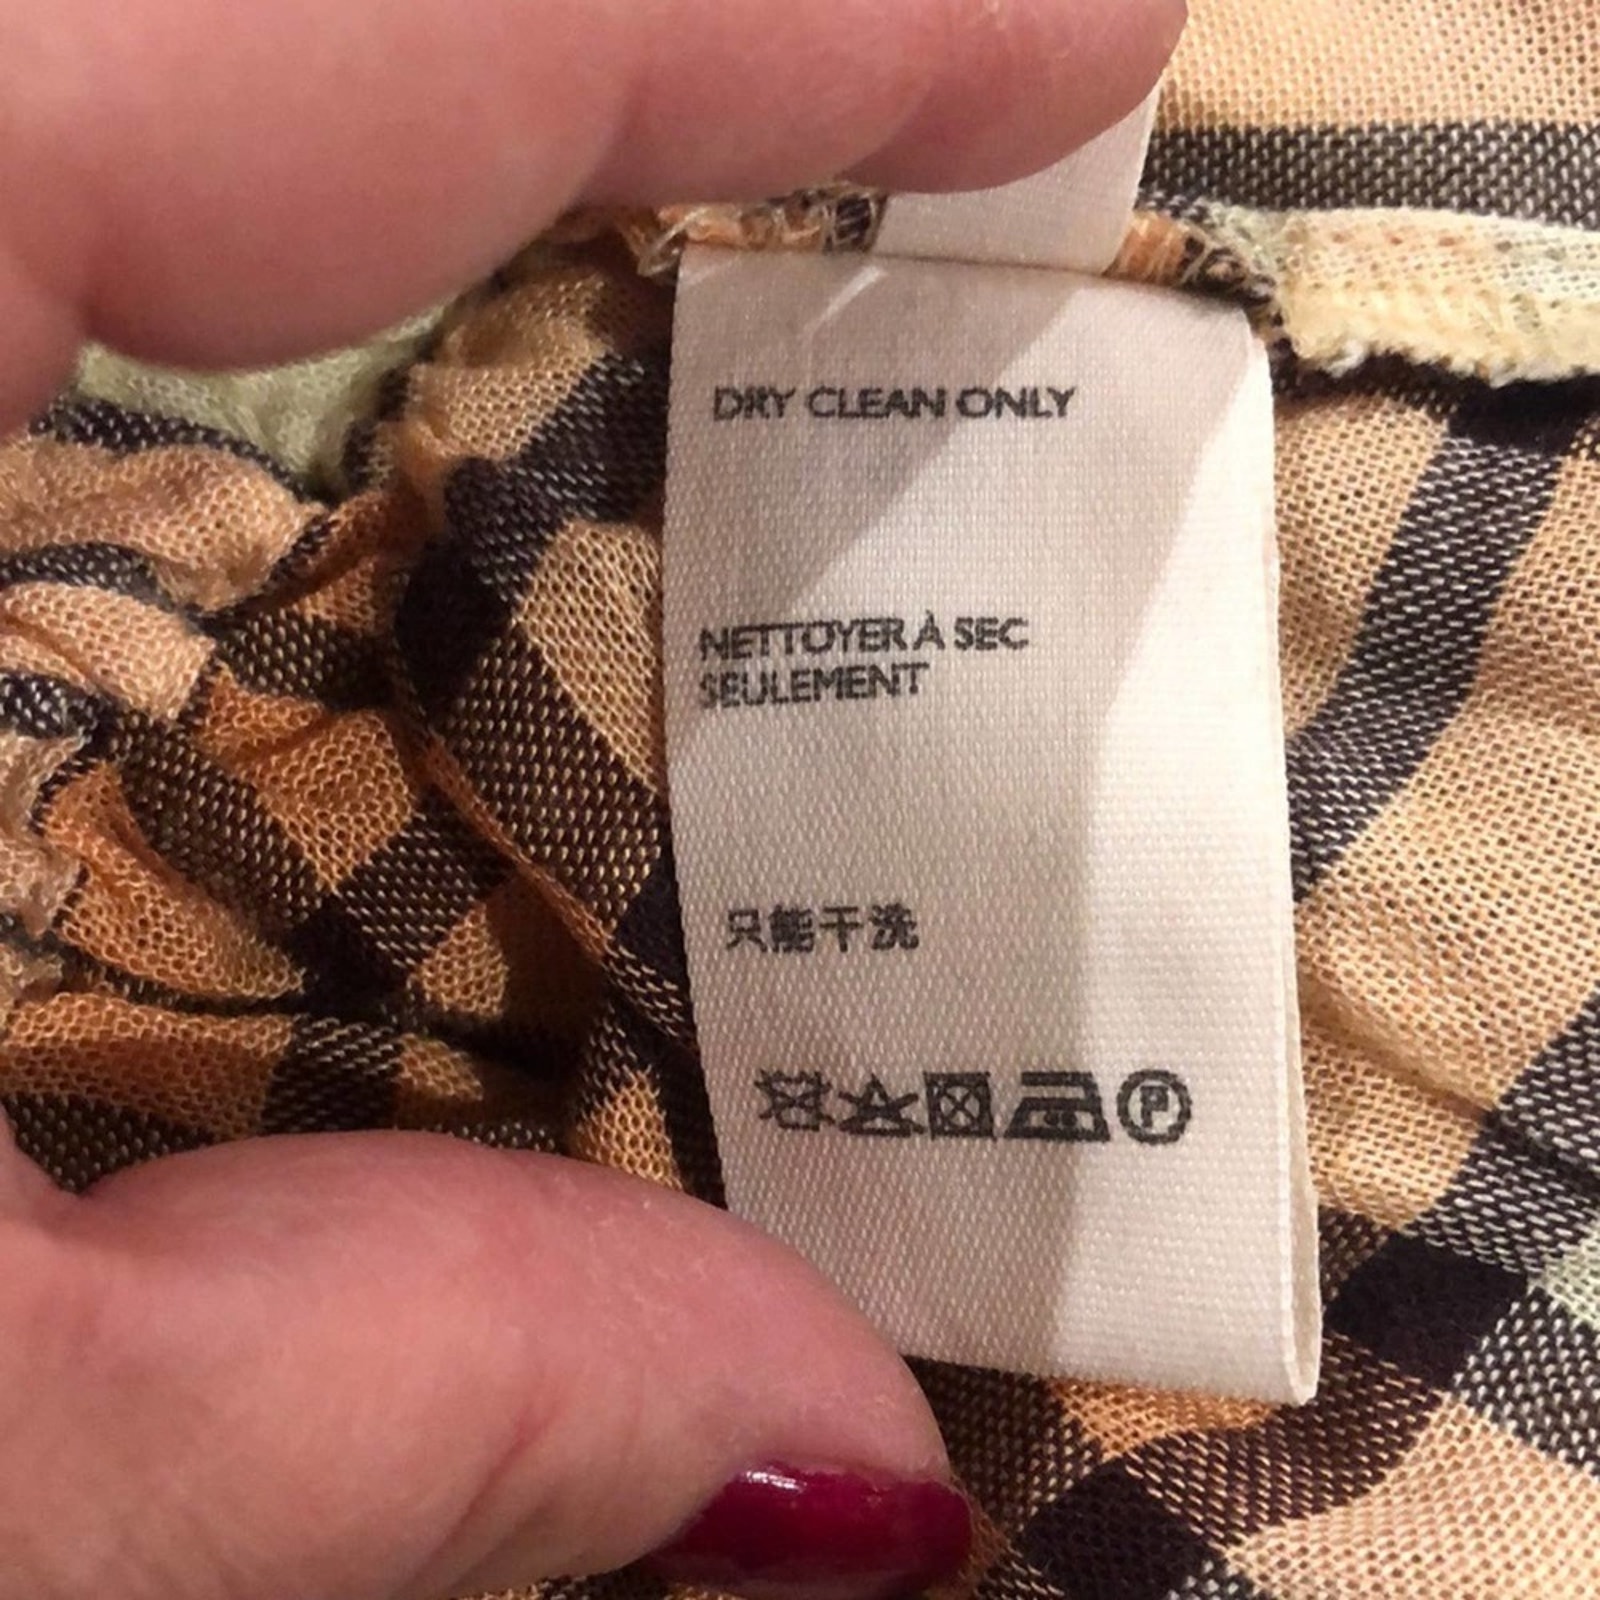 DRY CLEAN ONLY
NETTOYER À SEC
SEULEMENT
只能干洗
P